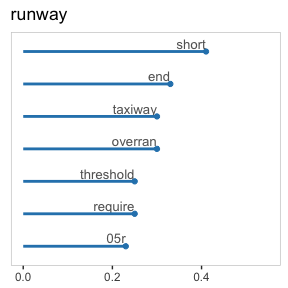 runway
short
end
taxiway
overran
threshold
require
05r
0.0 0.2 0.4